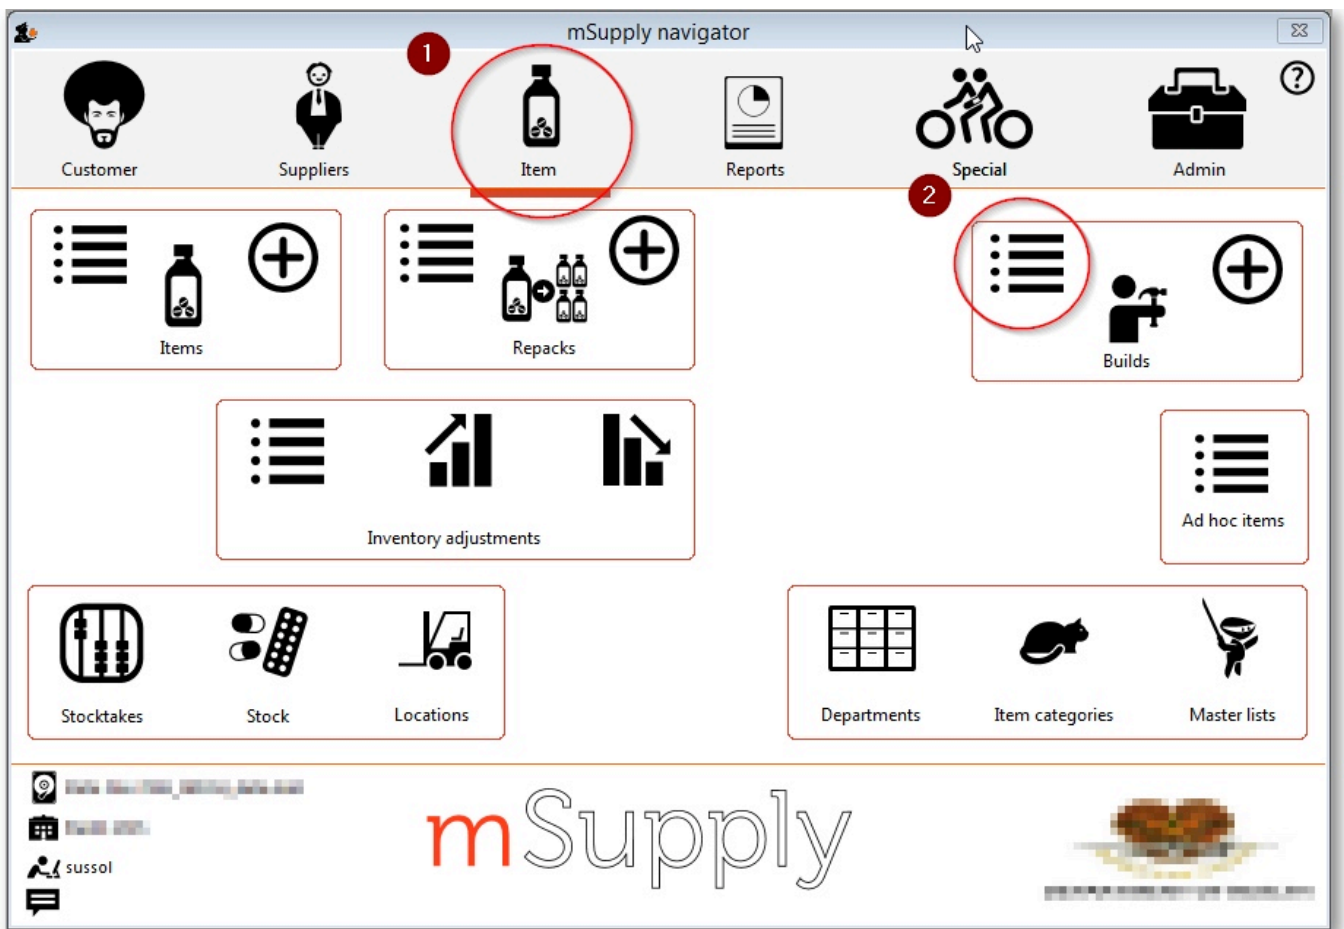 mSupply navigator
1
Customer
Suppliers
Item
Reports
Special
Admin
?
2
Items
Repacks
Builds
Inventory adjustments
Ad hoc items
Stocktakes
Stock
Locations
Departments
Item categories
Master lists
sussol
mSupply